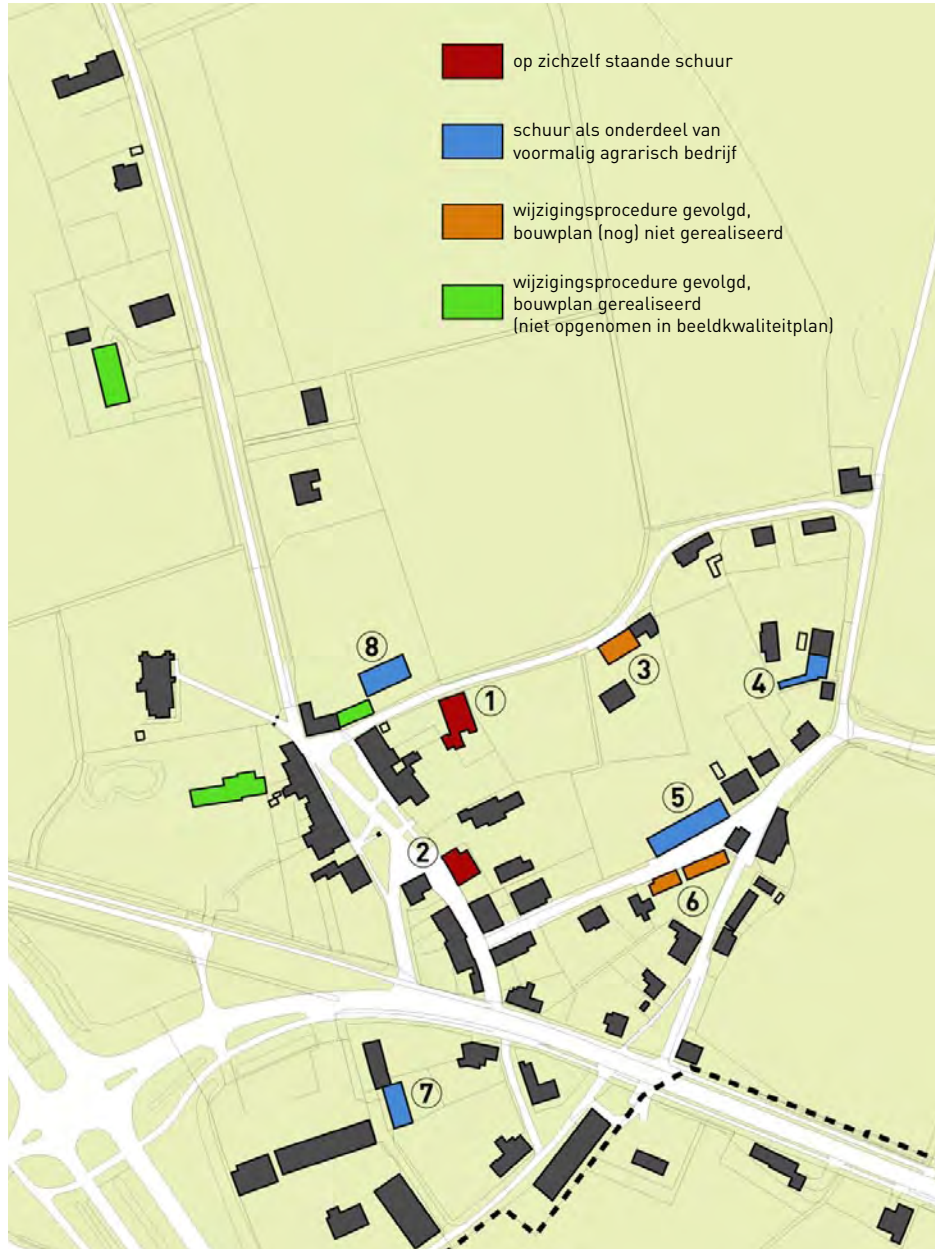 op zichzelf staande schuur
schuur als onderdeel van
voormalig agrarisch bedrijf
wijzigingsprocedure gevolgd,
bouwplan (nog) niet gerealiseerd
wijzigingsprocedure gevolgd,
bouwplan gerealiseerd
(niet opgenomen in beeldkwaliteitplan)
8
3
4
1
5
2
6
7